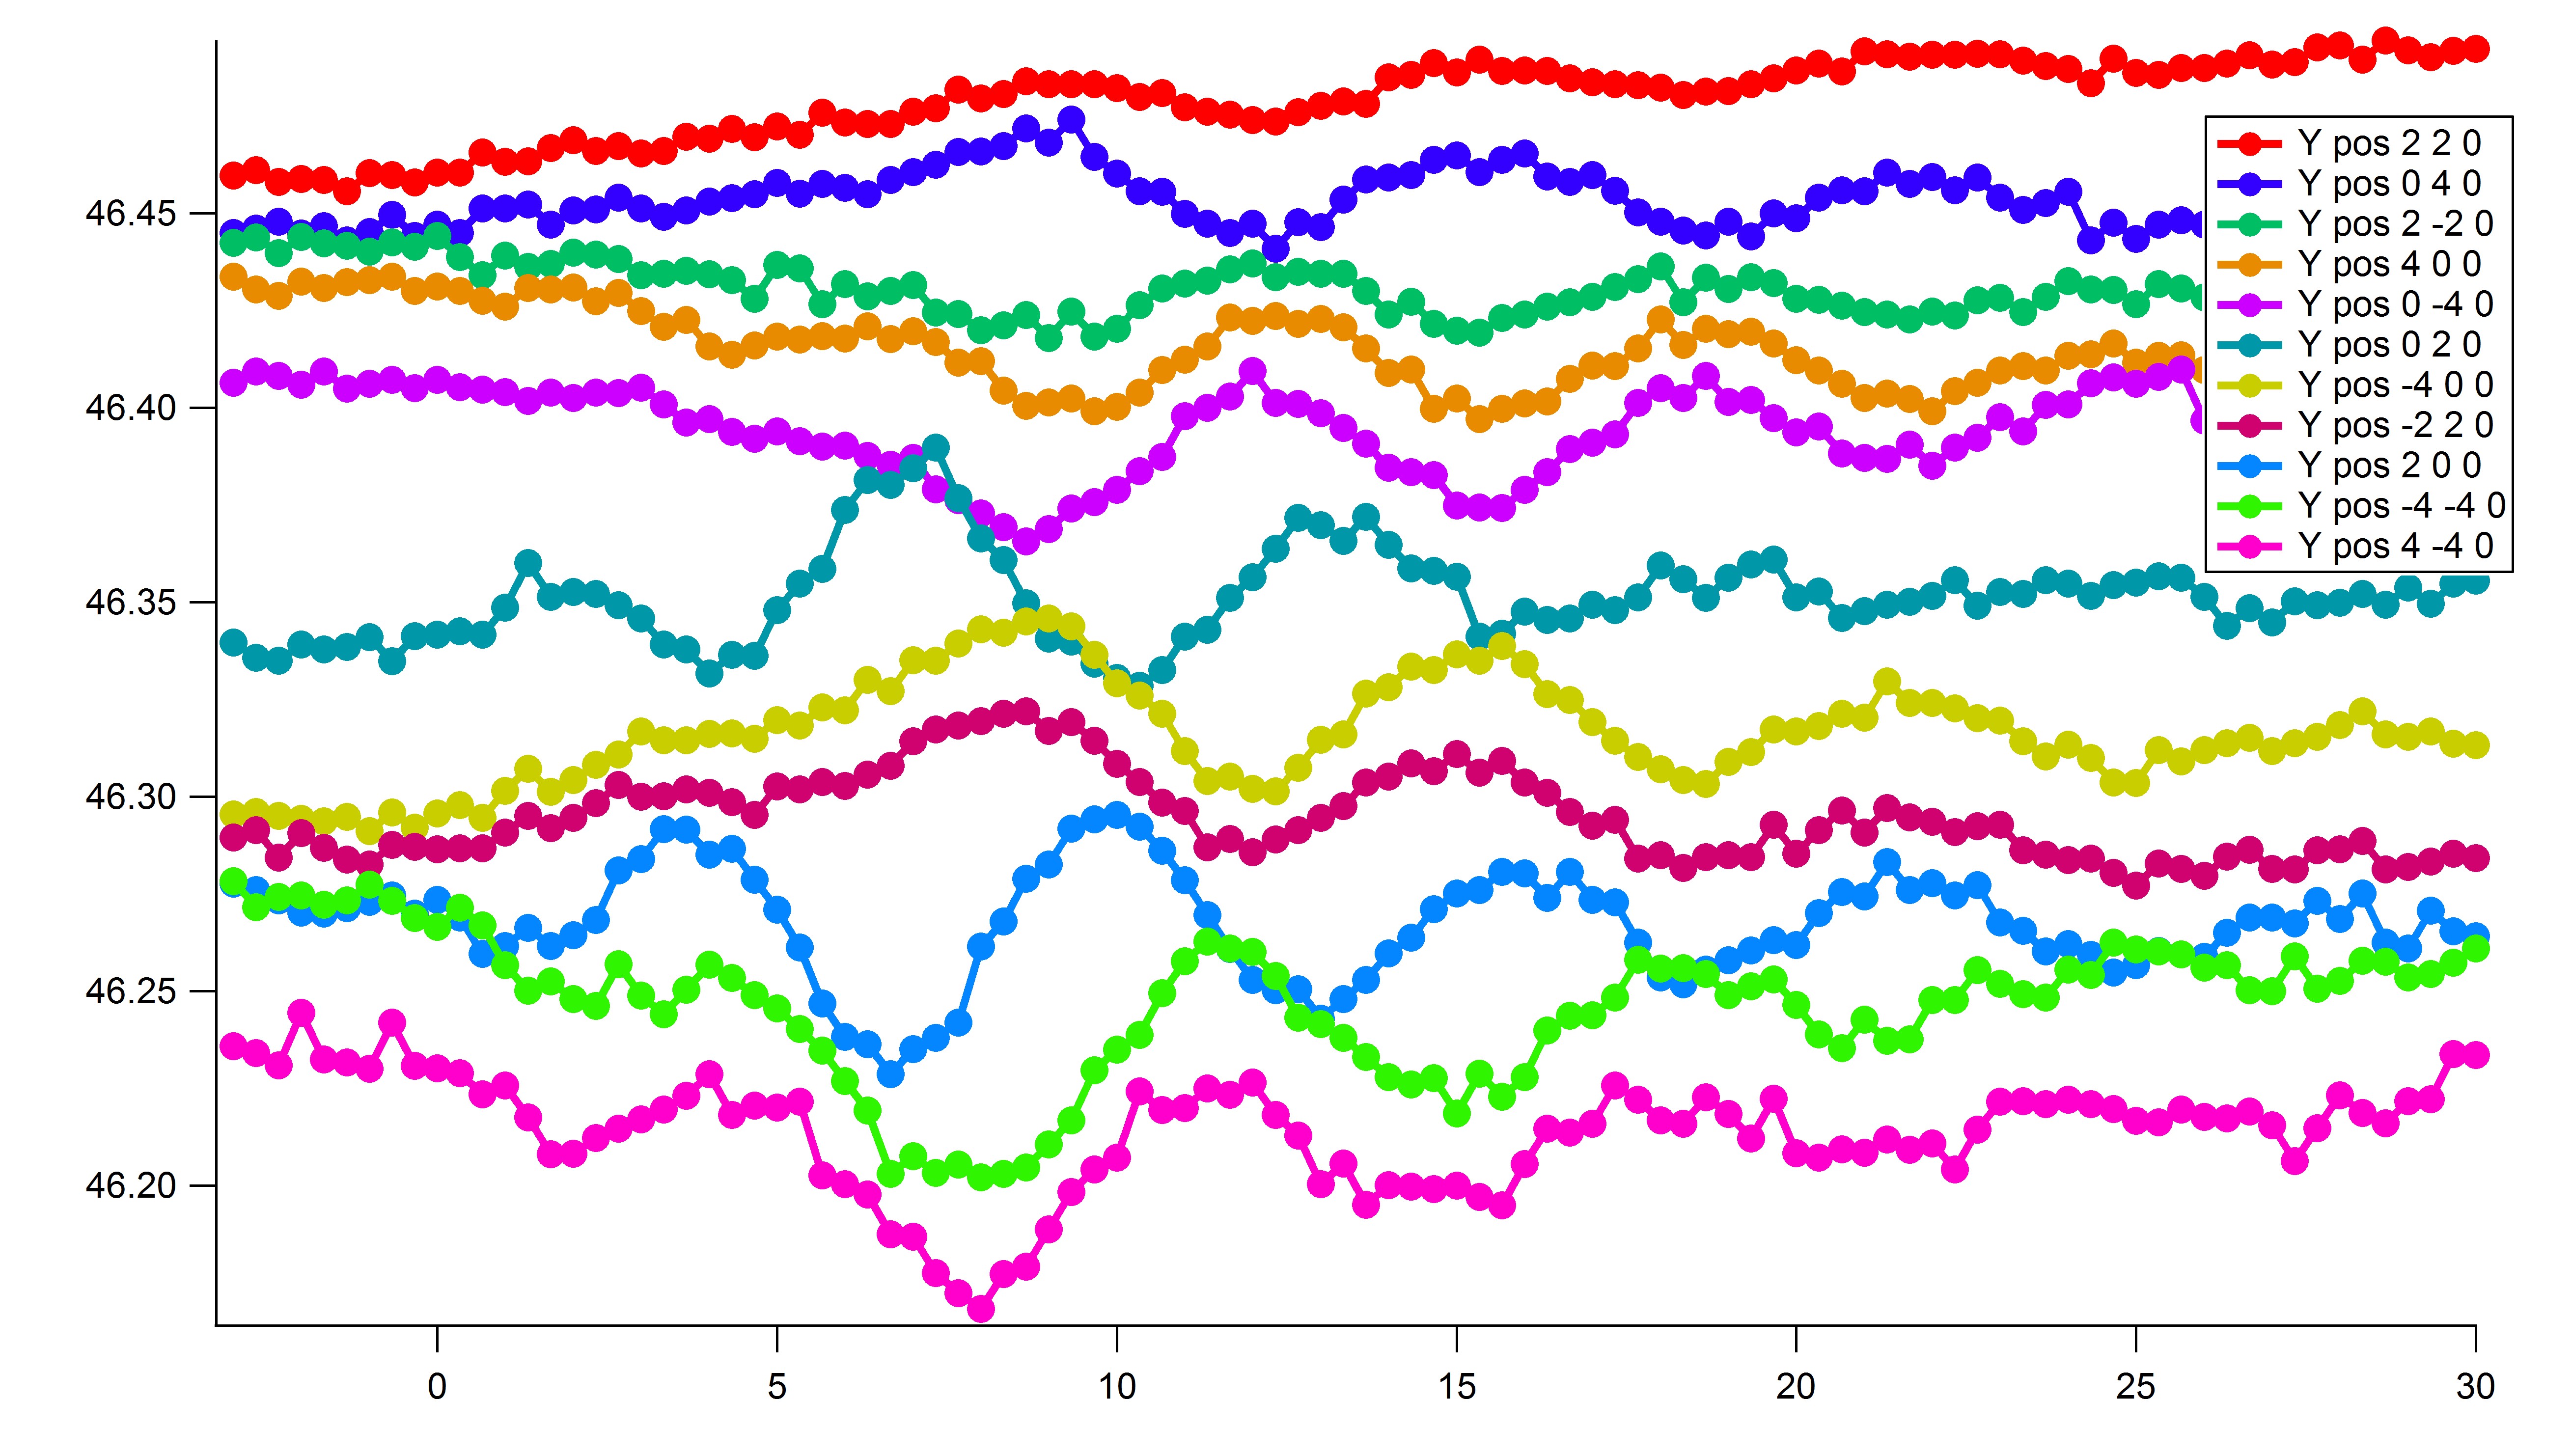 46.45
46.40
46.35
46.30
46.25
46.20
0 5 10 15 20 25 30
Y pos 2 2 0
Y pos 0 4 0
Y pos 2 -2 0
Y pos 4 0 0
Y pos 0 -4 0
Y pos 0 2 0
Y pos -4 0 0
Y pos -2 2 0
Y pos 2 0 0
Y pos -4 -4 0
Y pos 4 -4 0